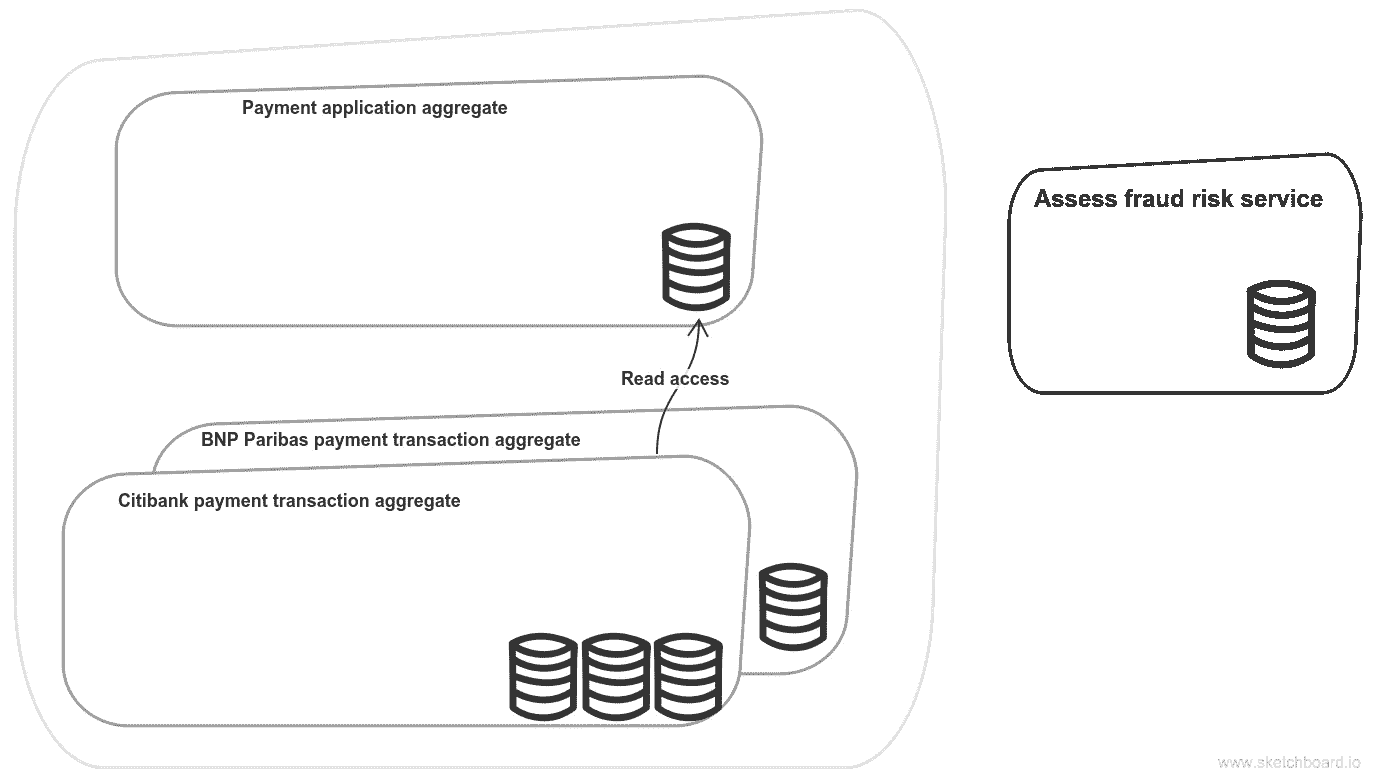 Payment application aggregate
Assess fraud risk service
Read access
BNP Paribas payment transaction aggregate
Citibank payment transaction aggregate
www.sketchboard.io